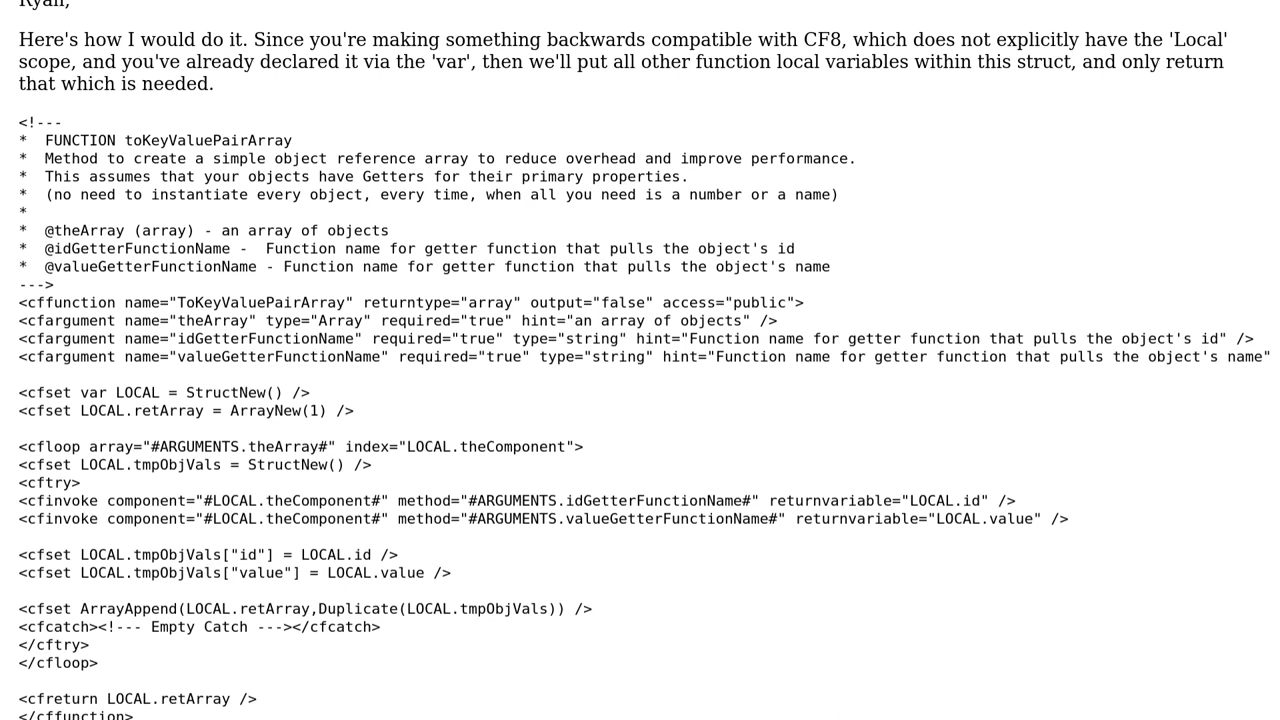 Ryan,
Here's how I would do it. Since you're making something backwards compatible with CF8, which does not explicitly have the 'Local'
scope, and you've already declared it via the 'var', then we'll put all other function local variables within this struct, and only return
that which is needed.
<!---
*  FUNCTION toKeyValuePairArray
*  Method to create a simple object reference array to reduce overhead and improve performance.
*  This assumes that your objects have Getters for their primary properties.
*  (no need to instantiate every object, every time, when all you need is a number or a name)
*
*  @theArray (array) - an array of objects
*  @idGetterFunctionName -  Function name for getter function that pulls the object's id
*  @valueGetterFunctionName - Function name for getter function that pulls the object's name
--->
<cffunction name="ToKeyValuePairArray" returntype="array" output="false" access="public">
<cfargument name="theArray" type="Array" required="true" hint="an array of objects" />
<cfargument name="idGetterFunctionName" required="true" type="string" hint="Function name for getter function that pulls the object's id" />
<cfargument name="valueGetterFunctionName" required="true" type="string" hint="Function name for getter function that pulls the object's name"
<cfset var LOCAL = StructNew() />
<cfset LOCAL.retArray = ArrayNew(1) />
<cfloop array="#ARGUMENTS.theArray#" index="LOCAL.theComponent">
<cfset LOCAL.tmpObjVals = StructNew() />
<cftry>
<cfinvoke component="#LOCAL.theComponent#" method="#ARGUMENTS.idGetterFunctionName#" returnvariable="LOCAL.id" />
<cfinvoke component="#LOCAL.theComponent#" method="#ARGUMENTS.valueGetterFunctionName#" returnvariable="LOCAL.value" />
<cfset LOCAL.tmpObjVals["id"] = LOCAL.id />
<cfset LOCAL.tmpObjVals["value"] = LOCAL.value />
<cfset ArrayAppend(LOCAL.retArray,Duplicate(LOCAL.tmpObjVals)) />
<cfcatch><!--- Empty Catch ---></cfcatch>
</cftry>
</cfloop>
<cfreturn LOCAL.retArray />
</cffunction>